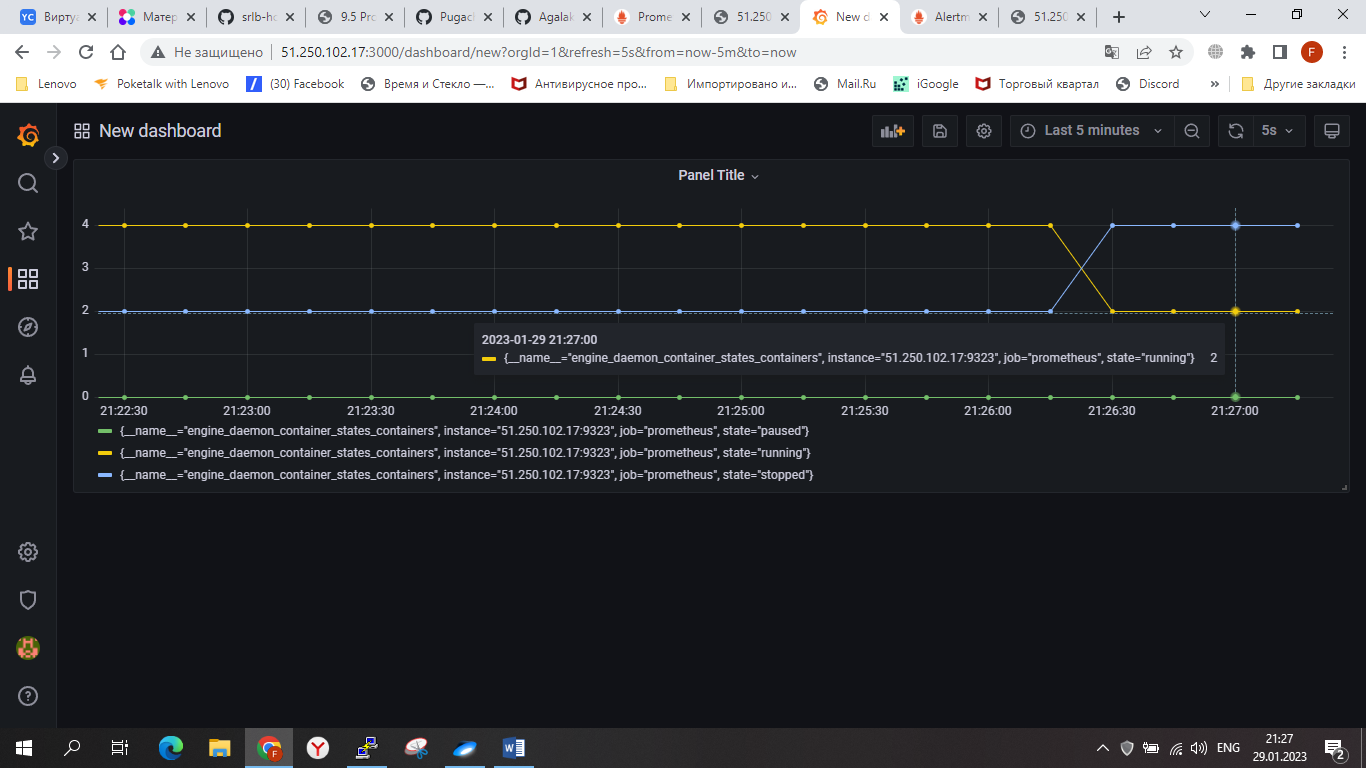 Вирту
Матер
srlb-ho
9.5 Pro
Pugach
Agalak
Prome
51.250
New d
Alertm
51.250
Не защищено
51.250.102.17:3000/dashboard/new?orgId=1&refresh=5s&from=now-5m&to=now
F
Lenovo
Poketalk with Lenovo
(30) Facebook
Время и Стекло —...
Антивирусное про...
Импортировано и...
Mail.Ru
iGoogle
Торговый квартал
Discord
»
Другие закладки
New dashboard
Last 5 minutes
5s
Panel Title
4
3
2
1
0
2023-01-29 21:27:00
{__name__="engine_daemon_container_states_containers", instance="51.250.102.17:9323", job="prometheus", state="running"} 2
21:22:30 21:23:00 21:23:30 21:24:00 21:24:30 21:25:00 21:25:30 21:26:00 21:26:30 21:27:00
{__name__="engine_daemon_container_states_containers", instance="51.250.102.17:9323", job="prometheus", state="paused"}
{__name__="engine_daemon_container_states_containers", instance="51.250.102.17:9323", job="prometheus", state="running"}
{__name__="engine_daemon_container_states_containers", instance="51.250.102.17:9323", job="prometheus", state="stopped"}
ENG
21:27
29.01.2023
2